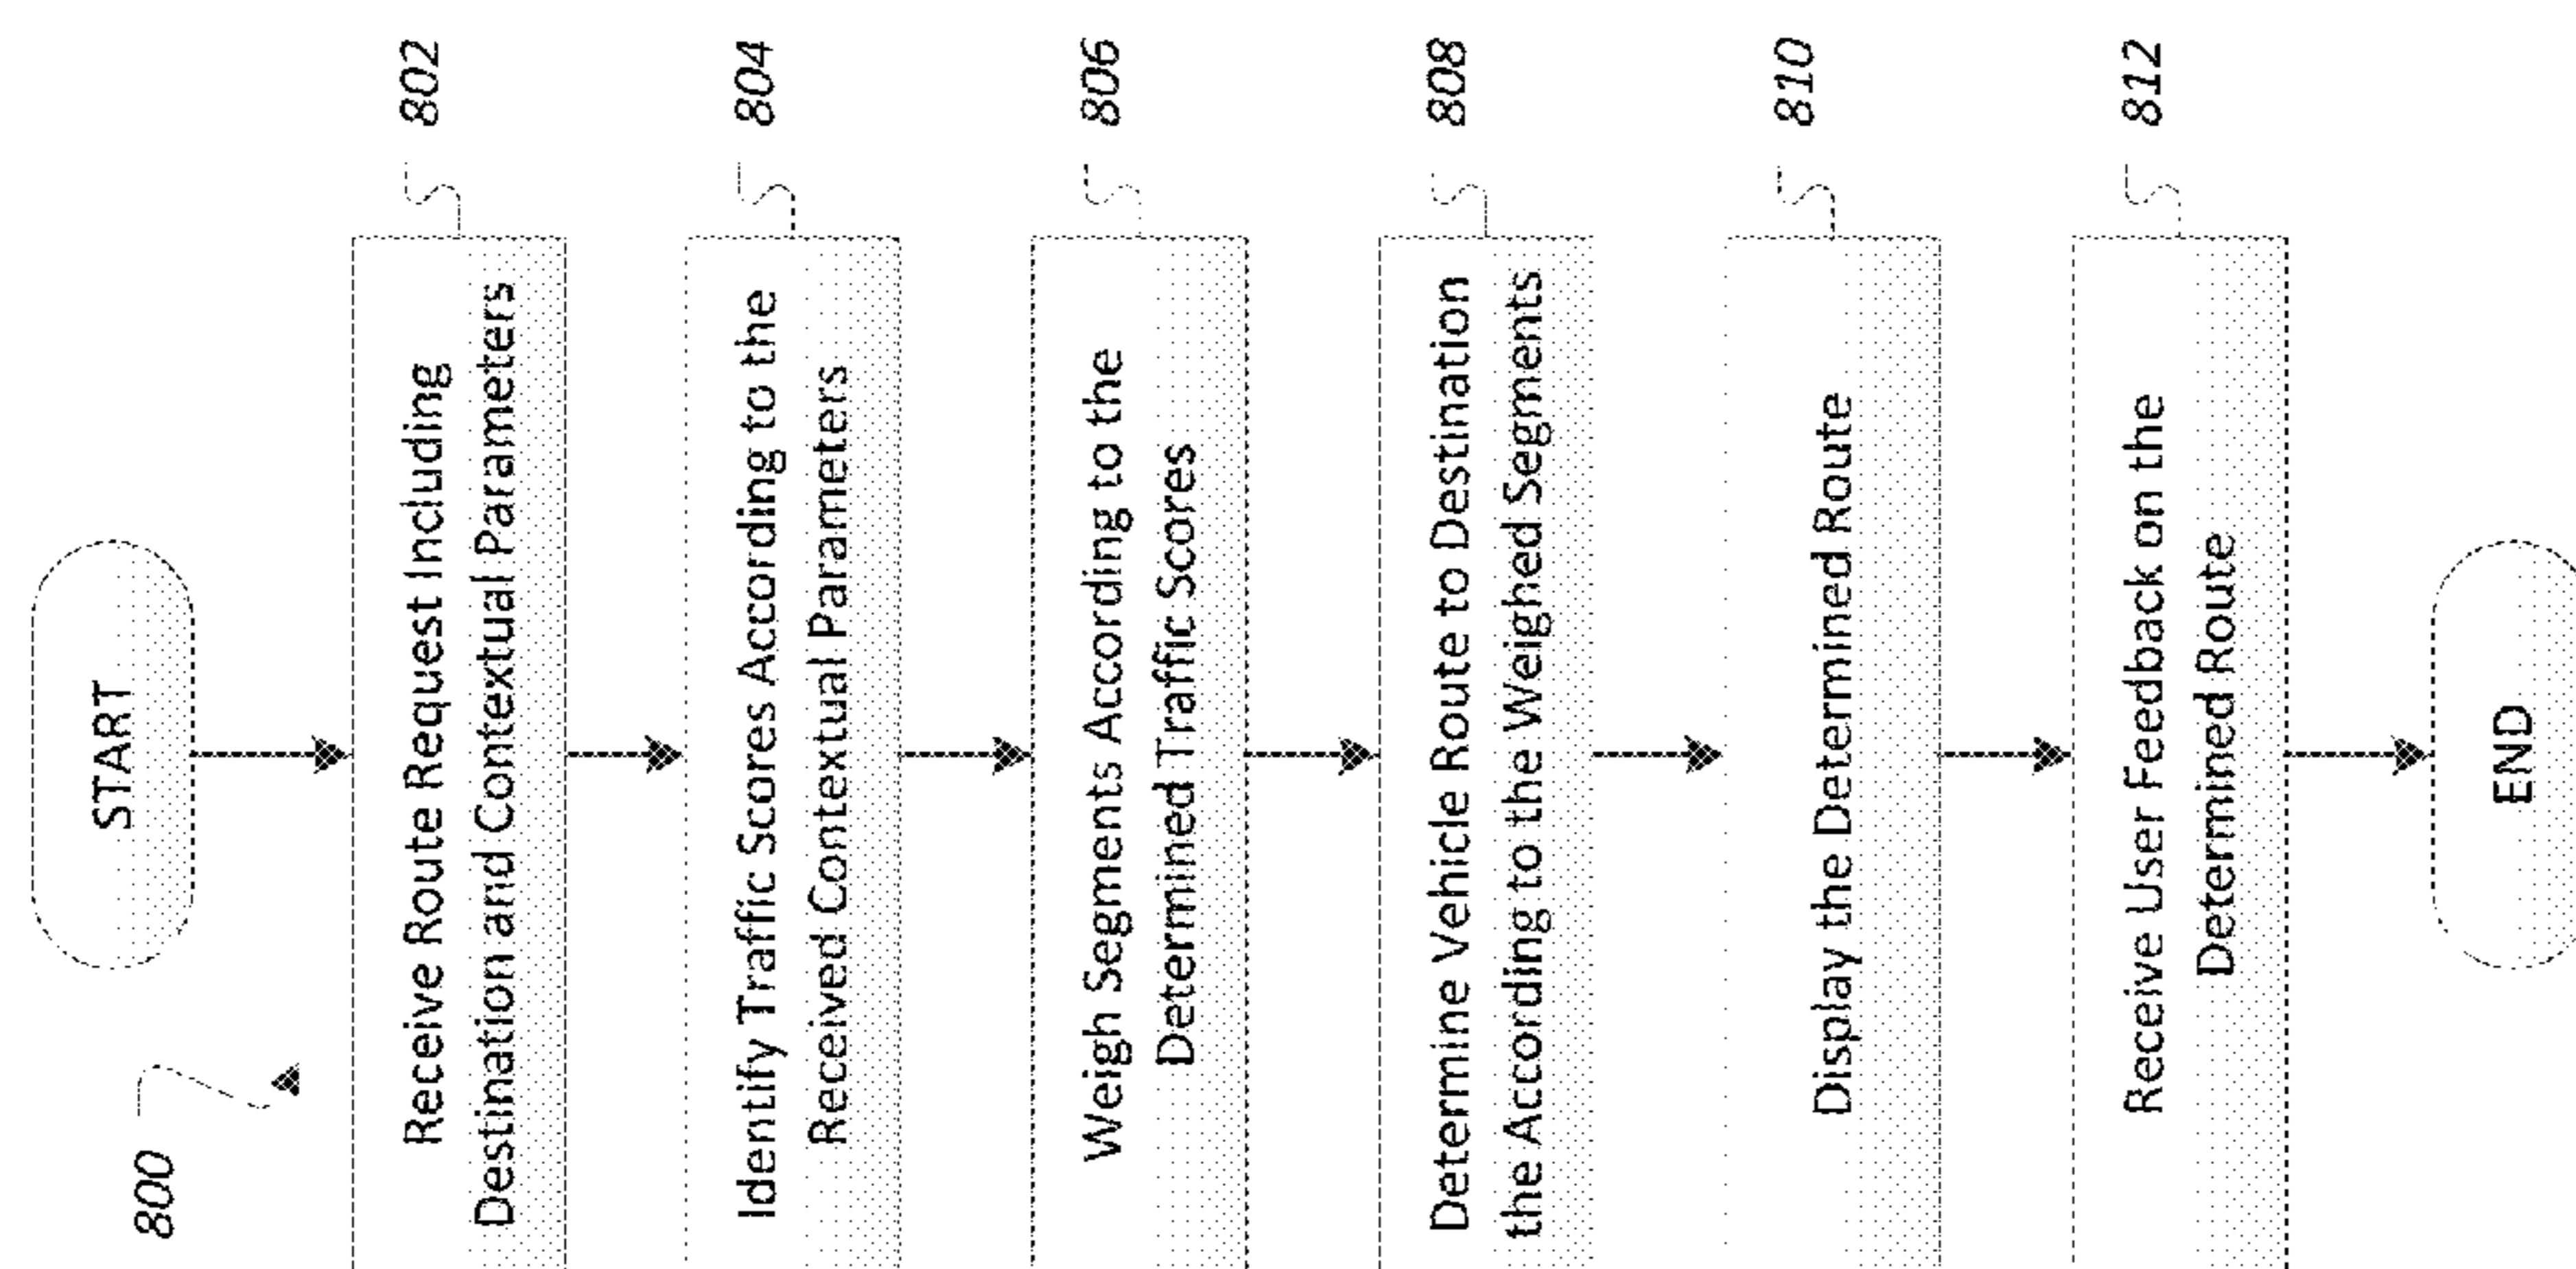 START
800
Receive Route Request Including
Destination and Contextual Parameters
802
Identify Traffic Scores According to the
Received Contextual Parameters
804
Weigh Segments According to the
Determined Traffic Scores
806
Determine Vehicle Route to Destination
the According to the Weighed Segments
808
Display the Determined Route
810
Receive User Feedback on the
Determined Route
812
END